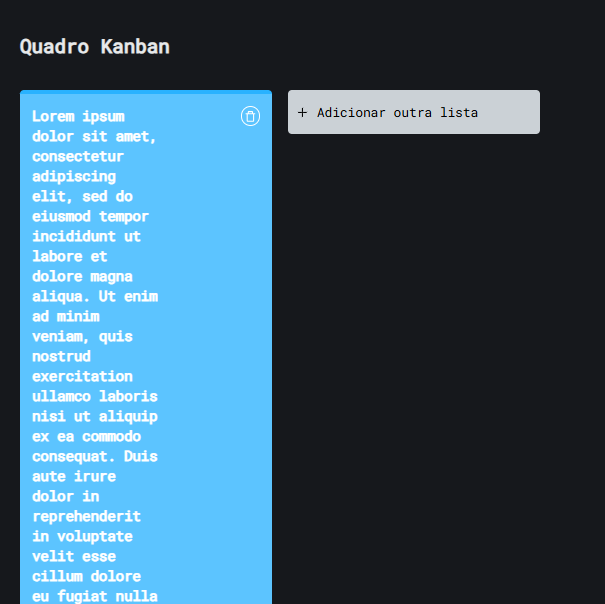 Quadro Kanban
Lorem ipsum
dolor sit amet,
consectetur
adipiscing
elit, sed do
eiusmod tempor
incididunt ut
labore et
dolore magna
aliqua. Ut enim
ad minim
veniam, quis
nostrud
exercitation
ullamco laboris
nisi ut aliquip
ex ea commodo
consequat. Duis
aute irure
dolor in
reprehenderit
in voluptate
velit esse
cillum dolore
eu fugiat nulla
+ Adicionar outra lista